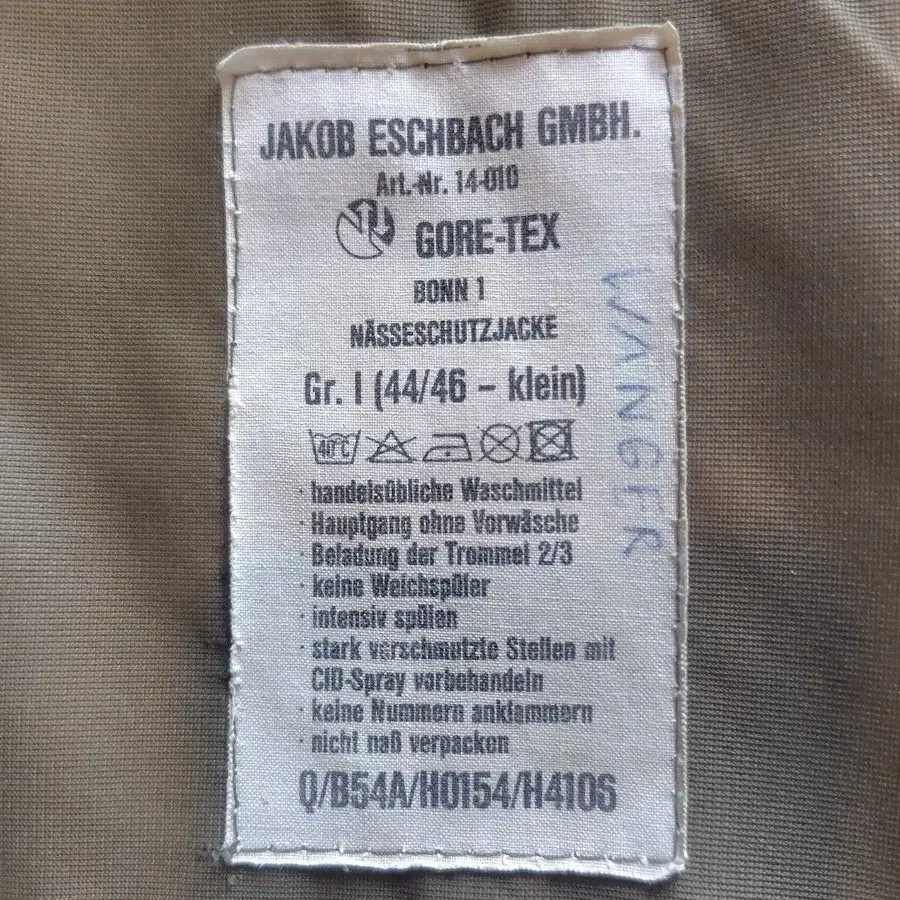 JAKOB ESCHBACH GMBH.
Art.-Nr. 14-010
GORE-TEX
BONN 1
NÄSSESCHUTZJACKE
Gr. I (44/46 – klein)
40°C
· handelsübliche Waschmittel
· Hauptgang ohne Vorwäsche
· Beladung der Trommel 2/3
· keine Weichspüler
· intensiv spülen
· stark verschmutzte Stellen mit
CID-Spray vorbehandeln
· keine Nummern anklammern
· nicht naß verpacken
Q/B54A/H0154/H4106
WANGER